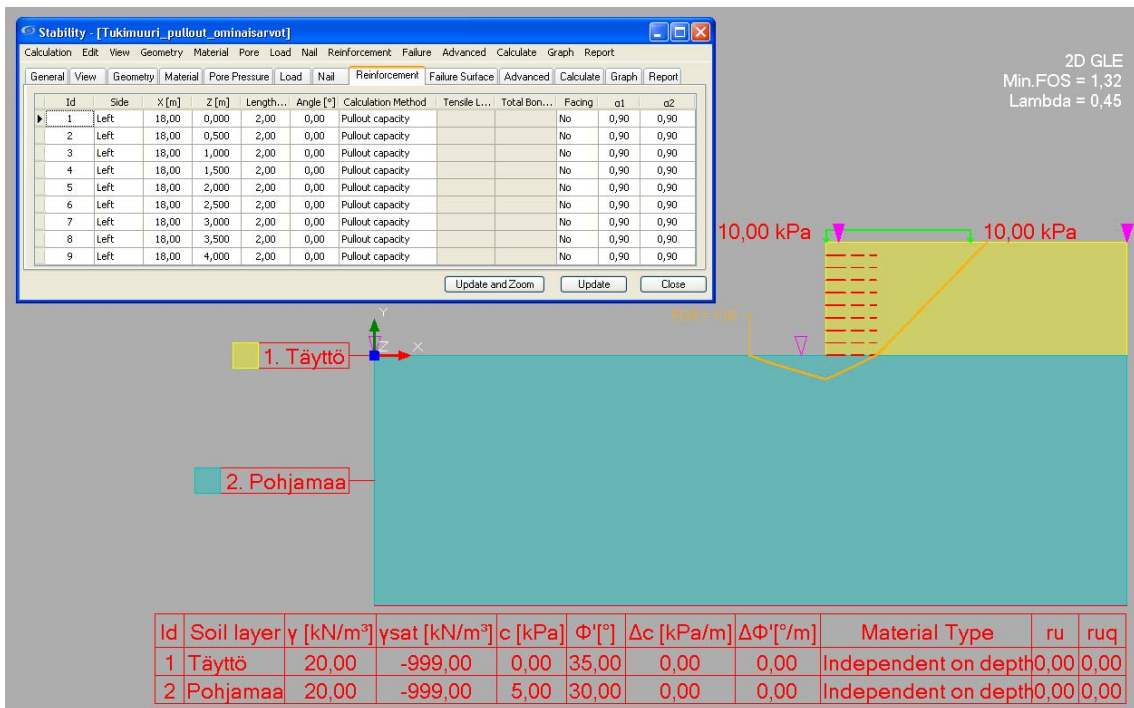 Stability - [Tukimuuri_pullout_ominaisarvot]
Calculation Edit View Geometry Material Pore Load Nail Reinforcement Failure Advanced Calculate Graph Report
General View Geometry Material Pore Pressure Load Nail Reinforcement Failure Surface Advanced Calculate Graph Report
Id Side X [m] Z [m] Length... Angle [°] Calculation Method Tensile L... Total Bon... Facing α1 α2
1 Left 18,00 0,000 2,00 0,00 Pullout capacity No 0,90 0,90
2 Left 18,00 0,500 2,00 0,00 Pullout capacity No 0,90 0,90
3 Left 18,00 1,000 2,00 0,00 Pullout capacity No 0,90 0,90
4 Left 18,00 1,500 2,00 0,00 Pullout capacity No 0,90 0,90
5 Left 18,00 2,000 2,00 0,00 Pullout capacity No 0,90 0,90
6 Left 18,00 2,500 2,00 0,00 Pullout capacity No 0,90 0,90
7 Left 18,00 3,000 2,00 0,00 Pullout capacity No 0,90 0,90
8 Left 18,00 3,500 2,00 0,00 Pullout capacity No 0,90 0,90
9 Left 18,00 4,000 2,00 0,00 Pullout capacity No 0,90 0,90
Update and Zoom Update Close
2D GLE
Min.FOS = 1,32
Lambda = 0,45
10,00 kPa 10,00 kPa
FOS = 1,32
Y
Z X
1. Täyttö
2. Pohjamaa
Id Soil layer γ [kN/m³] γsat [kN/m³] c [kPa] Φ'[°] Δc [kPa/m] ΔΦ'[°/m] Material Type ru ruq
1 Täyttö 20,00 -999,00 0,00 35,00 0,00 0,00 Independent on depth 0,00 0,00
2 Pohjamaa 20,00 -999,00 5,00 30,00 0,00 0,00 Independent on depth 0,00 0,00